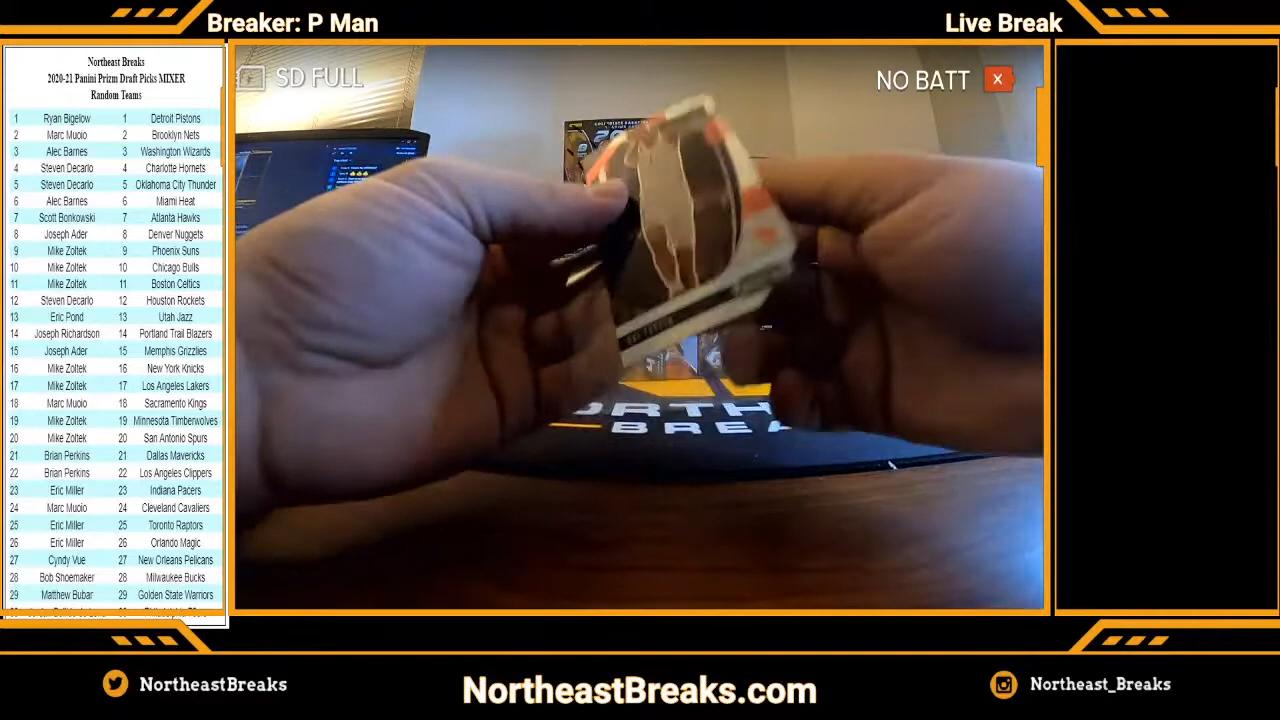 Breaker: P Man
Live Break
Northeast Breaks
2020-21 Panini Prizm Draft Picks MIXER
Random Teams
1 Ryan Bigelow 1 Detroit Pistons
2 Marc Muoio 2 Brooklyn Nets
3 Alec Barnes 3 Washington Wizards
4 Steven Decarlo 4 Charlotte Hornets
5 Steven Decarlo 5 Oklahoma City Thunder
6 Alec Barnes 6 Miami Heat
7 Scott Bonkowski 7 Atlanta Hawks
8 Joseph Ader 8 Denver Nuggets
9 Mike Zoltek 9 Phoenix Suns
10 Mike Zoltek 10 Chicago Bulls
11 Mike Zoltek 11 Boston Celtics
12 Steven Decarlo 12 Houston Rockets
13 Eric Pond 13 Utah Jazz
14 Joseph Richardson 14 Portland Trail Blazers
15 Joseph Ader 15 Memphis Grizzlies
16 Mike Zoltek 16 New York Knicks
17 Mike Zoltek 17 Los Angeles Lakers
18 Marc Muoio 18 Sacramento Kings
19 Mike Zoltek 19 Minnesota Timberwolves
20 Mike Zoltek 20 San Antonio Spurs
21 Brian Perkins 21 Dallas Mavericks
22 Brian Perkins 22 Los Angeles Clippers
23 Eric Miller 23 Indiana Pacers
24 Marc Muoio 24 Cleveland Cavaliers
25 Eric Miller 25 Toronto Raptors
26 Eric Miller 26 Orlando Magic
27 Cyndy Vue 27 New Orleans Pelicans
28 Bob Shoemaker 28 Milwaukee Bucks
29 Matthew Bubar 29 Golden State Warriors
SD FULL
NO BATT
NortheastBreaks
NortheastBreaks.com
Northeast_Breaks